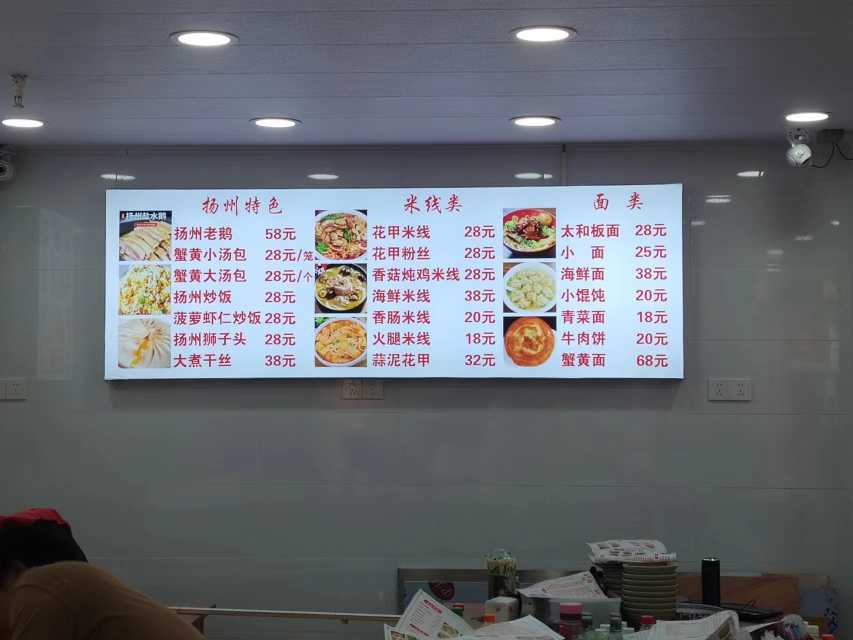 扬州特色
扬州盐水鹅
扬州老鹅 58元
蟹黄小汤包 28元/笼
蟹黄大汤包 28元/个
扬州炒饭 28元
菠萝虾仁炒饭 28元
扬州狮子头 28元
大煮干丝 38元
米线类
花甲米线 28元
花甲粉丝 28元
香菇炖鸡米线 28元
海鲜米线 38元
香肠米线 20元
火腿米线 18元
蒜泥花甲 32元
面 类
太和板面 28元
小 面 25元
海鲜面 38元
小馄饨 20元
青菜面 18元
牛肉饼 20元
蟹黄面 68元